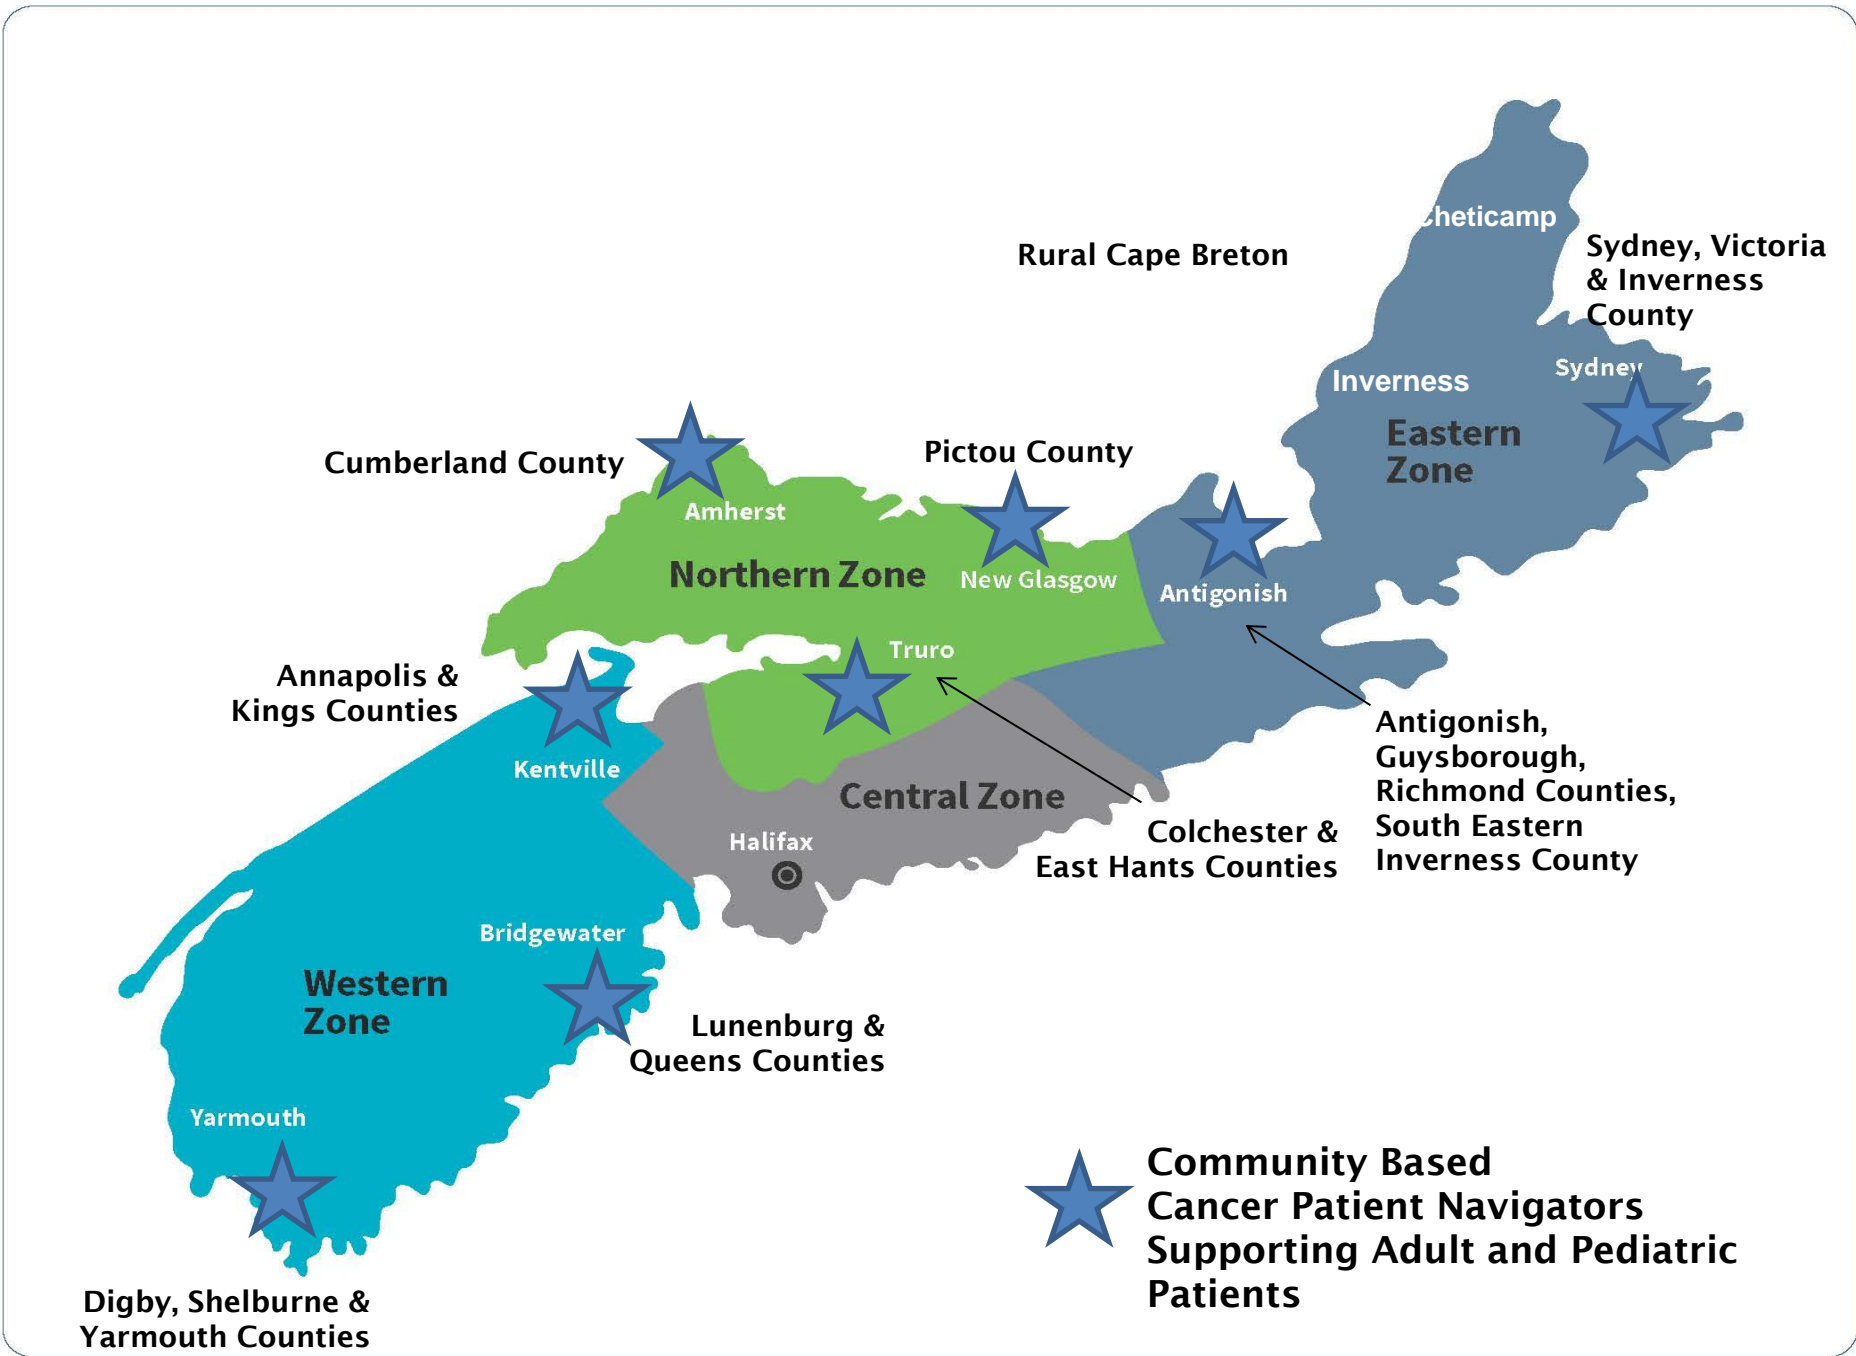 Cheticamp
Rural Cape Breton
Sydney, Victoria
& Inverness
County
Sydney
Inverness
Eastern
Zone
Cumberland County
Pictou County
Amherst
Northern Zone
New Glasgow
Antigonish
Truro
Annapolis &
Kings Counties
Kentville
Antigonish,
Guysborough,
Richmond Counties,
South Eastern
Inverness County
Central Zone
Halifax
Colchester &
East Hants Counties
Bridgewater
Western
Zone
Lunenburg &
Queens Counties
Yarmouth
Digby, Shelburne &
Yarmouth Counties
Community Based
Cancer Patient Navigators
Supporting Adult and Pediatric
Patients